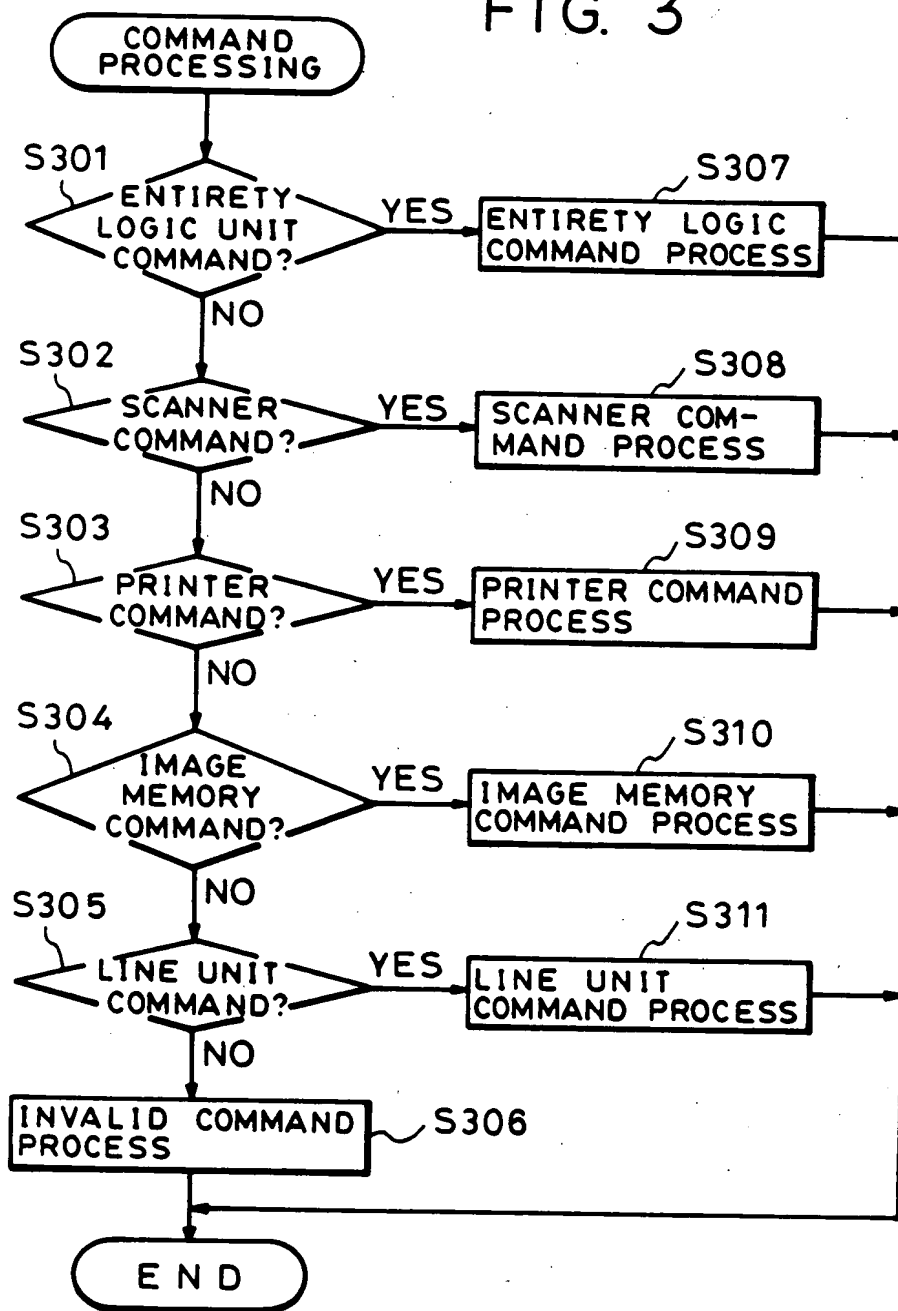 FIG. 3
COMMAND
PROCESSING
S301
ENTIRETY
LOGIC UNIT
COMMAND?
YES
S307
ENTIRETY LOGIC
COMMAND PROCESS
NO
S302
SCANNER
COMMAND?
YES
S308
SCANNER COM-
MAND PROCESS
NO
S303
PRINTER
COMMAND?
YES
S309
PRINTER COMMAND
PROCESS
NO
S304
IMAGE
MEMORY
COMMAND?
YES
S310
IMAGE MEMORY
COMMAND PROCESS
NO
S305
LINE UNIT
COMMAND?
YES
S311
LINE UNIT
COMMAND PROCESS
NO
INVALID COMMAND
PROCESS
S306
END